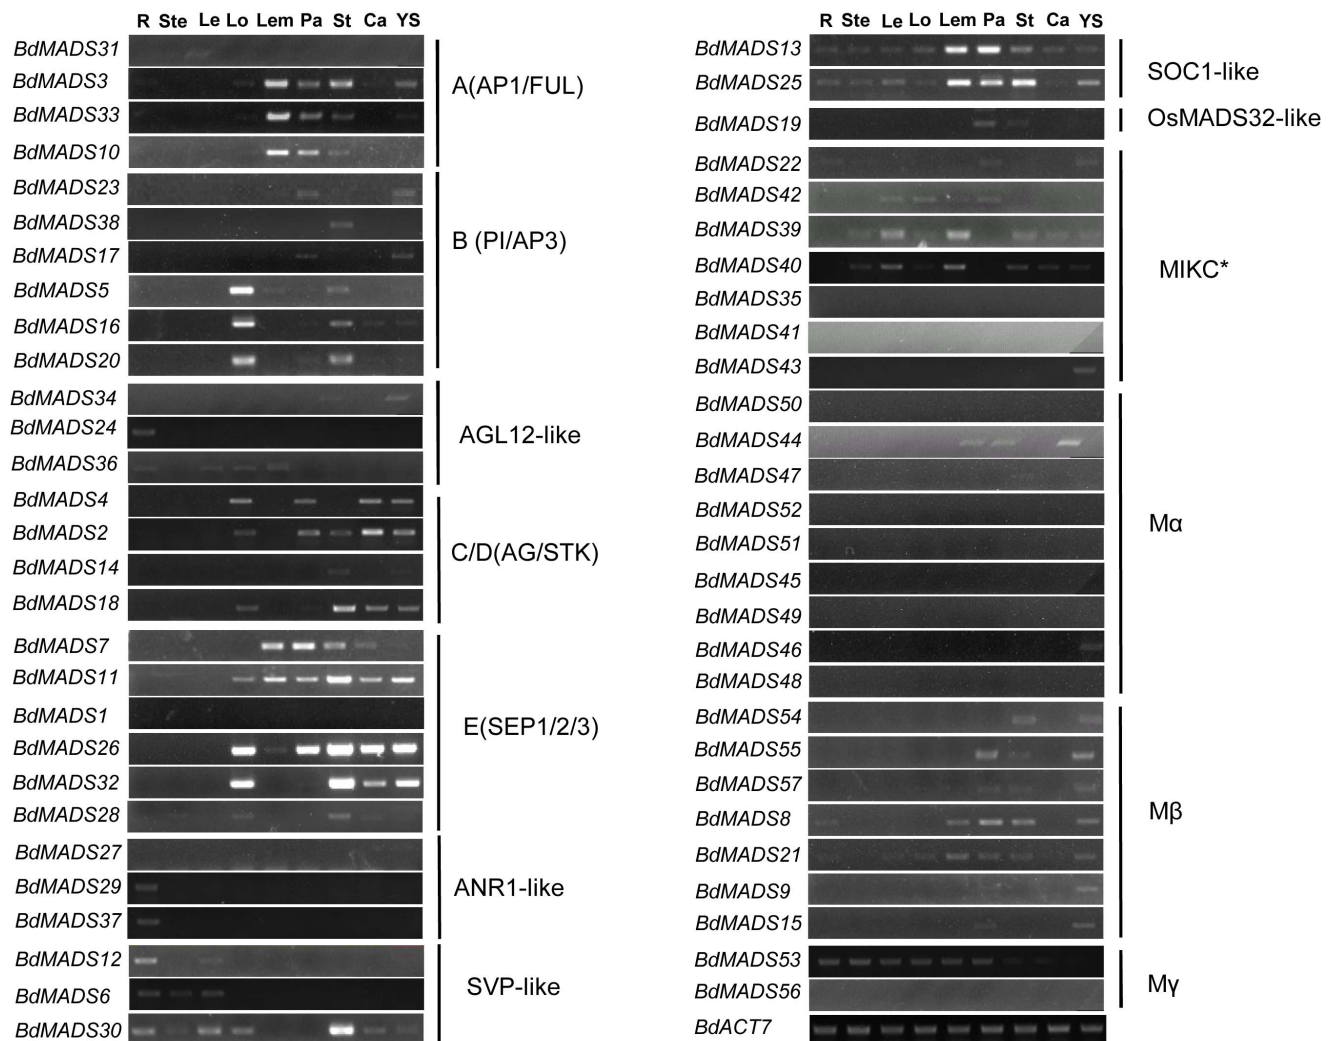 R Ste Le Lo Lem Pa St Ca YS
BdMADS31
BdMADS3
BdMADS33
BdMADS10
A(AP1/FUL)
BdMADS23
BdMADS38
BdMADS17
BdMADS5
BdMADS16
BdMADS20
B (PI/AP3)
BdMADS34
BdMADS24
BdMADS36
AGL12-like
BdMADS4
BdMADS2
BdMADS14
BdMADS18
C/D(AG/STK)
BdMADS7
BdMADS11
BdMADS1
BdMADS26
BdMADS32
BdMADS28
E(SEP1/2/3)
BdMADS27
BdMADS29
BdMADS37
ANR1-like
BdMADS12
BdMADS6
BdMADS30
SVP-like
R Ste Le Lo Lem Pa St Ca YS
BdMADS13
BdMADS25
SOC1-like
BdMADS19
OsMADS32-like
BdMADS22
BdMADS42
BdMADS39
BdMADS40
BdMADS35
BdMADS41
BdMADS43
MIKC*
BdMADS50
BdMADS44
BdMADS47
BdMADS52
BdMADS51
BdMADS45
BdMADS49
BdMADS46
BdMADS48
Mα
BdMADS54
BdMADS55
BdMADS57
BdMADS8
BdMADS21
BdMADS9
BdMADS15
Mβ
BdMADS53
BdMADS56
Mγ
BdACT7